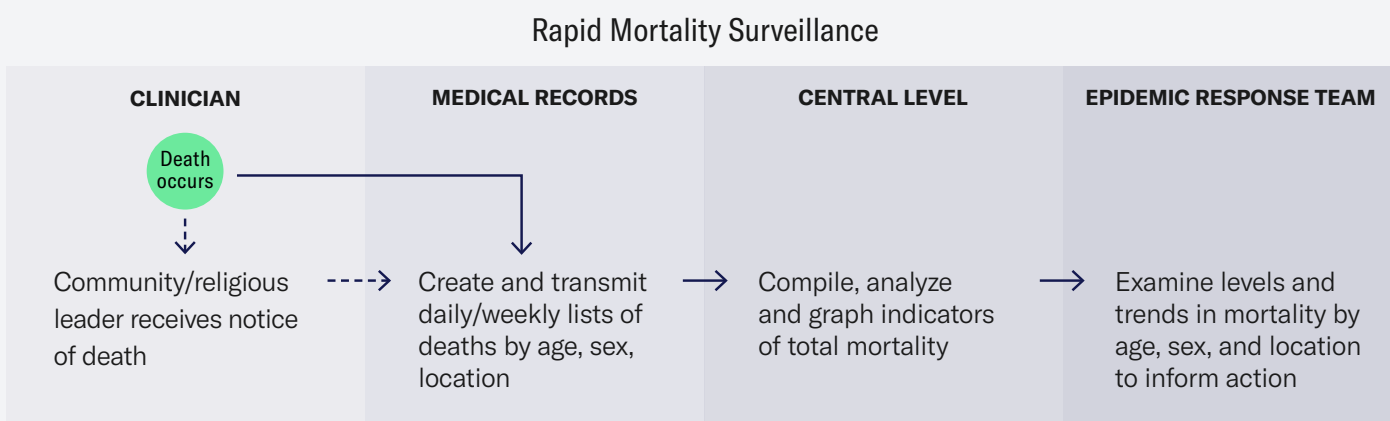 Rapid Mortality Surveillance
CLINICIAN
Death
occurs
Community/religious
leader receives notice
of death
MEDICAL RECORDS
Create and transmit
daily/weekly lists of
deaths by age, sex,
location
CENTRAL LEVEL
Compile, analyze
and graph indicators
of total mortality
EPIDEMIC RESPONSE TEAM
Examine levels and
trends in mortality by
age, sex, and location
to inform action